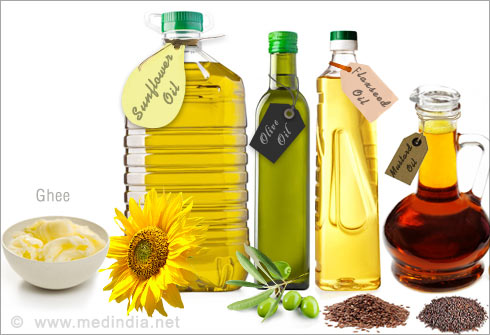 Sunflower
Oil
Olive
Oil
Flaxseed
Oil
Mustard
Oil
Ghee
© www.medindia.net